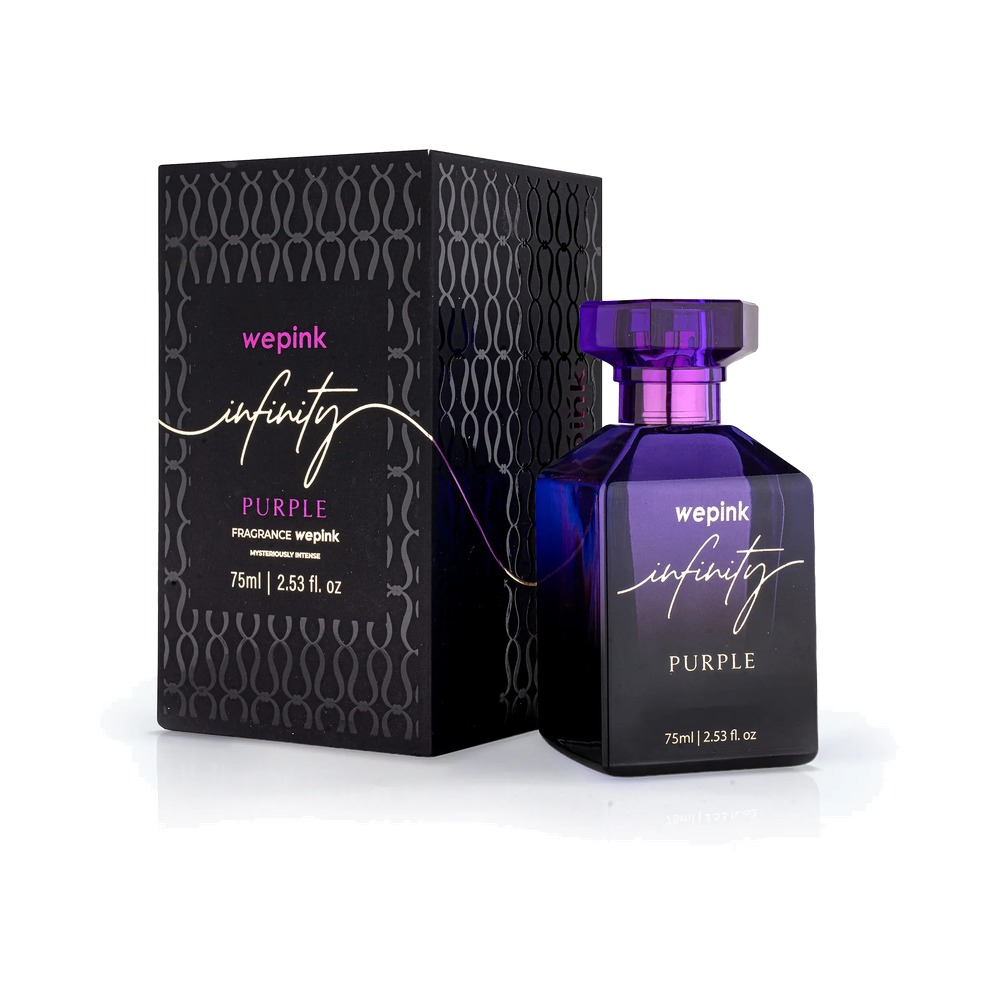 wepink
infinity
PURPLE
FRAGRANCE wepink
MYSTERIOUSLY INTENSE
75ml | 2.53 fl. oz
pink
wepink
infinity
PURPLE
75ml | 2.53 fl. oz